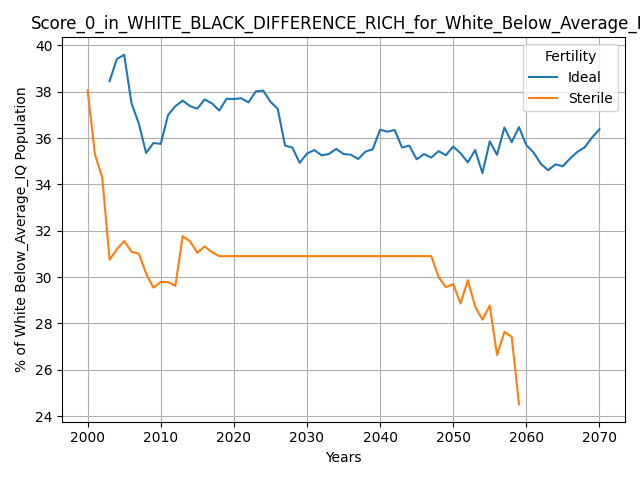 Score_0_in_WHITE_BLACK_DIFFERENCE_RICH_for_White_Below_Average_I
Fertility
Ideal
Sterile
% of White Below_Average_IQ Population
40
38
36
34
32
30
28
26
24
2000 2010 2020 2030 2040 2050 2060 2070
Years